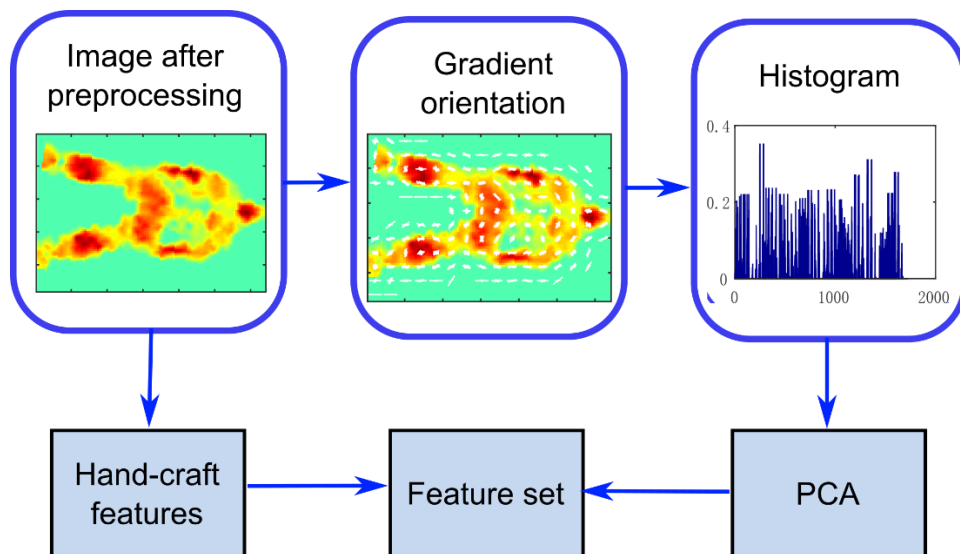 Image after
preprocessing
Gradient
orientation
Histogram
0.4
0.2
0
0
1000
2000
Hand-craft
features
Feature set
PCA